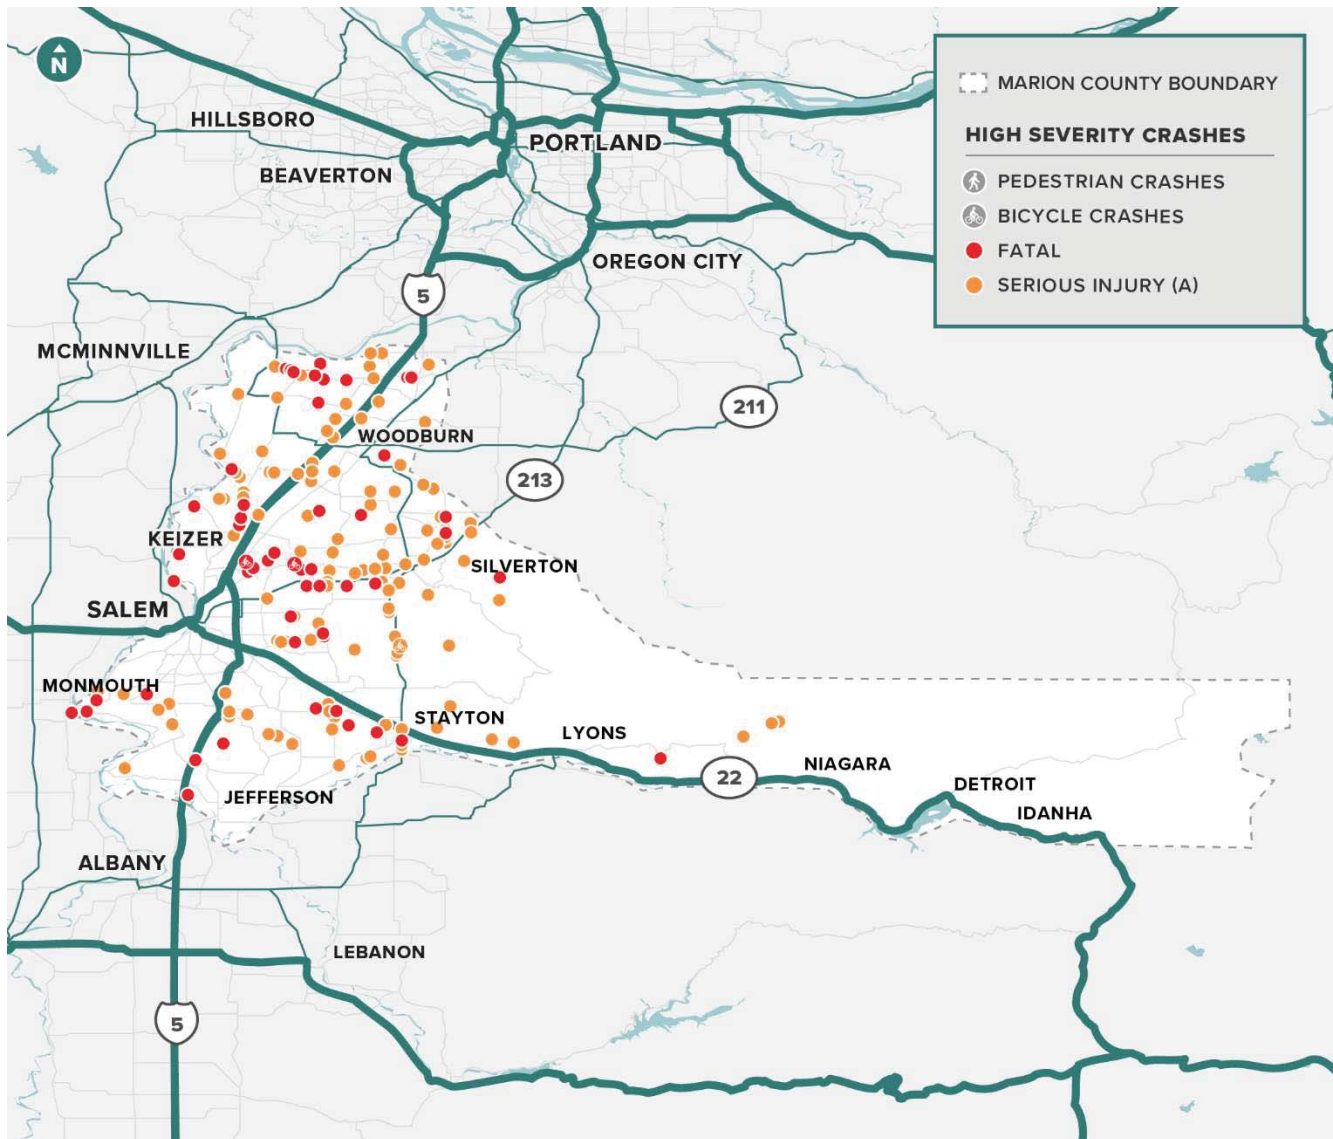 N
MARION COUNTY BOUNDARY
HIGH SEVERITY CRASHES
PEDESTRIAN CRASHES
BICYCLE CRASHES
FATAL
SERIOUS INJURY (A)
HILLSBORO
PORTLAND
BEAVERTON
OREGON CITY
5
MCMINNVILLE
211
WOODBURN
213
KEIZER
SILVERTON
SALEM
MONMOUTH
STAYTON
LYONS
NIAGARA
22
DETROIT
JEFFERSON
IDANHA
ALBANY
LEBANON
5